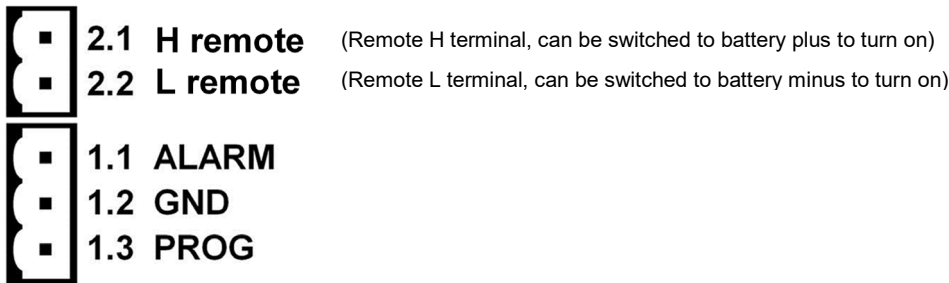 2.1 H remote (Remote H terminal, can be switched to battery plus to turn on)
2.2 L remote (Remote L terminal, can be switched to battery minus to turn on)
1.1 ALARM
1.2 GND
1.3 PROG